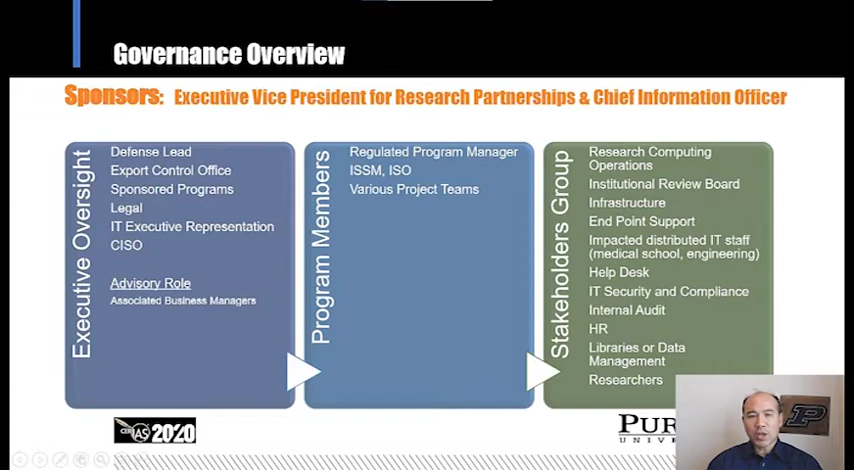 Governance Overview
Sponsors: Executive Vice President for Research Partnerships & Chief Information Officer
Executive Oversight
Defense Lead
Export Control Office
Sponsored Programs
Legal
IT Executive Representation
CISO
Advisory Role
Associated Business Managers
Program Members
Regulated Program Manager
ISSM, ISO
Various Project Teams
Stakeholders Group
Research Computing
Operations
Institutional Review Board
Infrastructure
End Point Support
Impacted distributed IT staff
(medical school, engineering)
Help Desk
IT Security and Compliance
Internal Audit
HR
Libraries or Data
Management
Researchers
CERIAS 2020
PUR
UNIVE
P